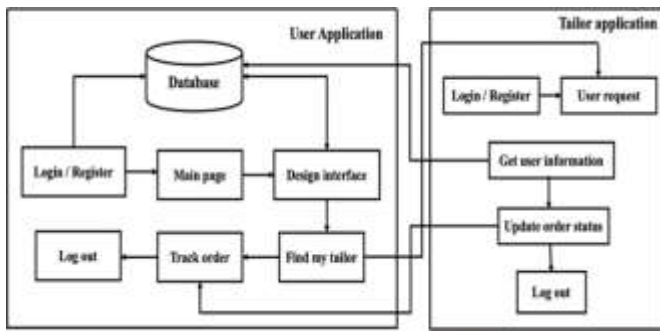 User Application
Tailor application
Database
Login / Register
User request
Login / Register
Main page
Design interface
Get user information
Update order status
Log out
Track order
Find my tailor
Log out